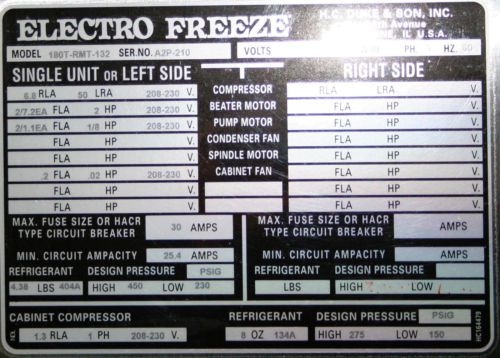 ELECTRO FREEZE
H.C. DUKE & SON, INC.
Avenue
NE, IL U.S.A.
MODEL 180T-RMT-132 SER.NO. A2P-210 VOLTS PH HZ. 60
SINGLE UNIT OR LEFT SIDE RIGHT SIDE
6.8 RLA 50 LRA 208-230 V. COMPRESSOR RLA LRA V.
2/7.2EA FLA 2 HP 208-230 V. BEATER MOTOR FLA HP V.
2/1.1EA FLA 1/8 HP 208-230 V. PUMP MOTOR FLA HP V.
FLA HP V. CONDENSER FAN FLA HP V.
FLA HP V. SPINDLE MOTOR FLA HP V.
.2 FLA .02 HP 208-230 V. CABINET FAN FLA HP V.
FLA HP V. FLA HP V.
FLA HP V. FLA HP V.
MAX. FUSE SIZE OR HACR TYPE CIRCUIT BREAKER 30 AMPS MAX. FUSE SIZE OR HACR TYPE CIRCUIT BREAKER AMPS
MIN. CIRCUIT AMPACITY 25.4 AMPS MIN. CIRCUIT AMPACITY AMPS
REFRIGERANT DESIGN PRESSURE PSIG REFRIGERANT DESIGN PRESSURE PSIG
4.38 LBS 404A HIGH 450 LOW 230 LBS HIGH LOW
CABINET COMPRESSOR REFRIGERANT DESIGN PRESSURE PSIG
1.3 RLA 1 PH 208-230 V. 8 OZ 134A HIGH 275 LOW 150
HC164479